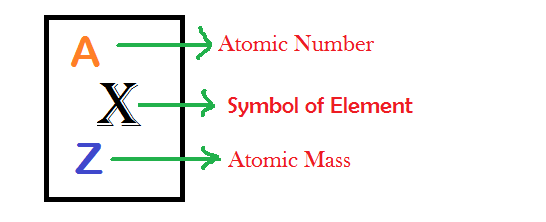 A Atomic Number
X Symbol of Element
Z Atomic Mass